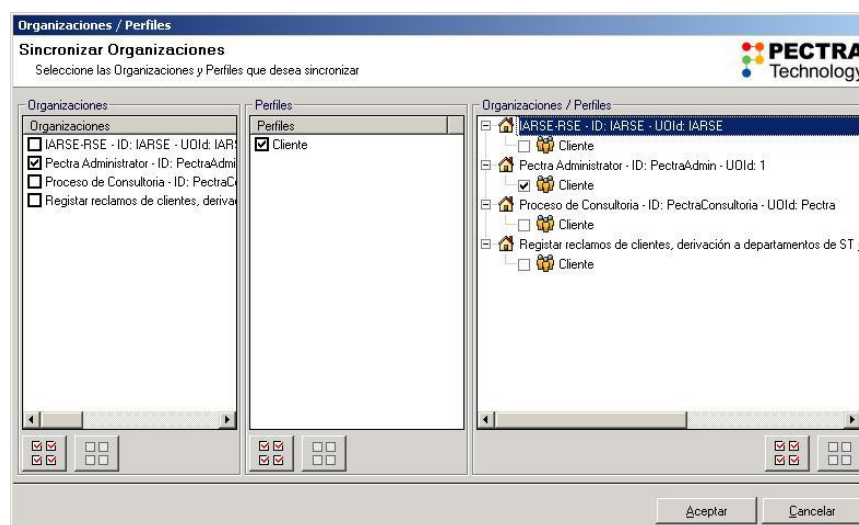 Organizaciones / Perfiles
Sincronizar Organizaciones
Seleccione las Organizaciones y Perfiles que desea sincronizar
PECTRA
Technology
Organizaciones
Organizaciones
IARSE-RSE - ID: IARSE - UOId: IARS
Pectra Administrator - ID: PectraAdmi
Proceso de Consultoria - ID: PectraC
Registar reclamos de clientes, deriva
Perfiles
Perfiles
Cliente
Organizaciones / Perfiles
IARSE-RSE - ID: IARSE - UOId: IARSE
Cliente
Pectra Administrator - ID: PectraAdmin - UOId: 1
Cliente
Proceso de Consultoria - ID: PectraConsultoria - UOId: Pectra
Cliente
Registar reclamos de clientes, derivación a departamentos de ST
Cliente
Aceptar
Cancelar